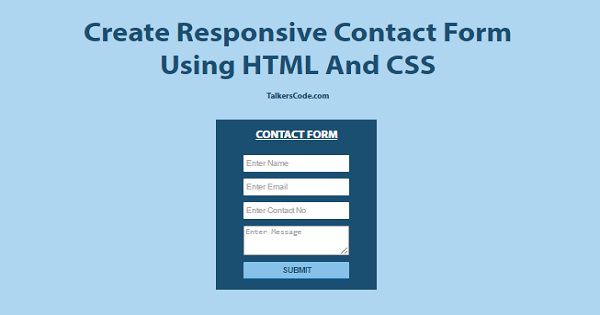 Create Responsive Contact Form
Using HTML And CSS
TalkersCode.com
CONTACT FORM
Enter Name
Enter Email
Enter Contact No
Enter Message
SUBMIT